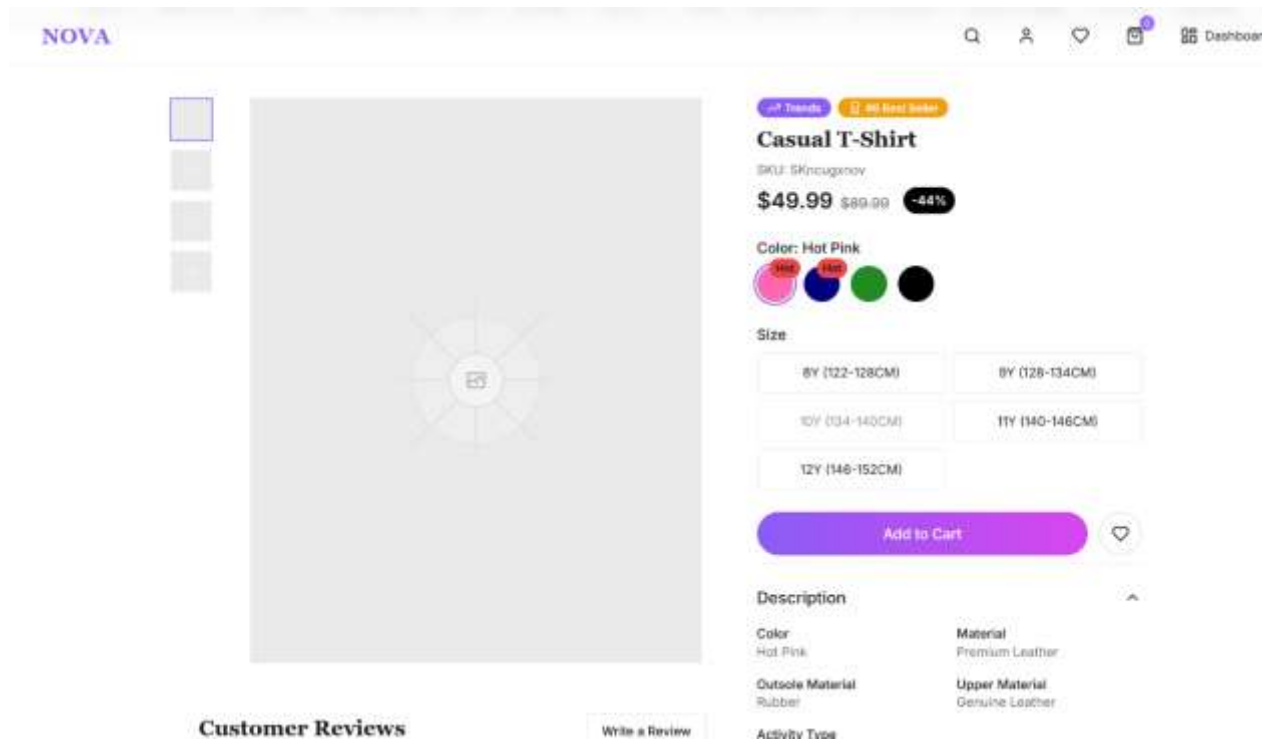 NOVA
Dashboar
Trends
#6 Best Seller
Casual T-Shirt
SKU:
$49.99 $89.99 -44%
Color: Hot Pink
Hot Hot
Size
8Y (122-128CM) 9Y (128-134CM)
10Y (134-140CM) 11Y (140-146CM)
12Y (146-152CM)
Add to Cart
Description
Color Material
Hot Pink Premium Leather
Outsole Material Upper Material
Rubber Genuine Leather
Activity Type
Customer Reviews
Write a Review